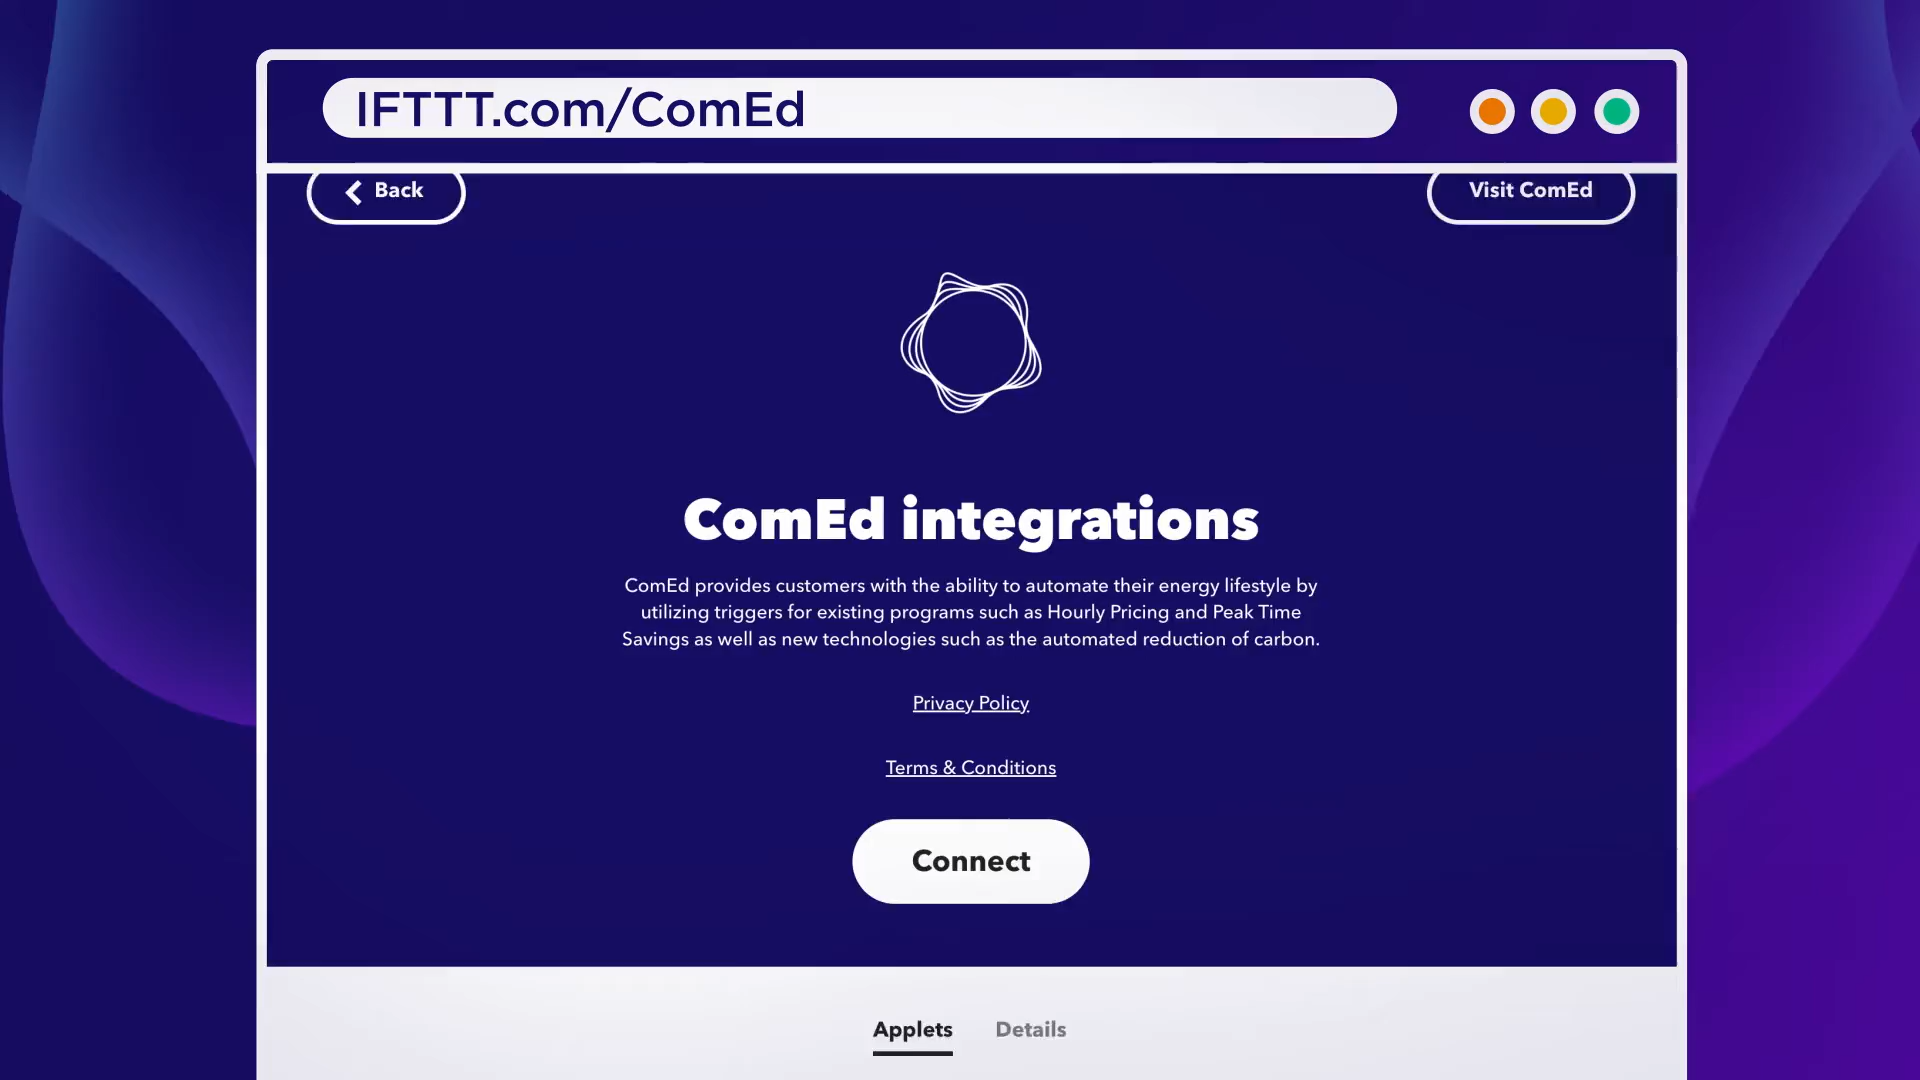 IFTTT.com/ComEd
Back
Visit ComEd
ComEd integrations
ComEd provides customers with the ability to automate their energy lifestyle by
utilizing triggers for existing programs such as Hourly Pricing and Peak Time
Savings as well as new technologies such as the automated reduction of carbon.
Privacy Policy
Terms & Conditions
Connect
Applets
Details